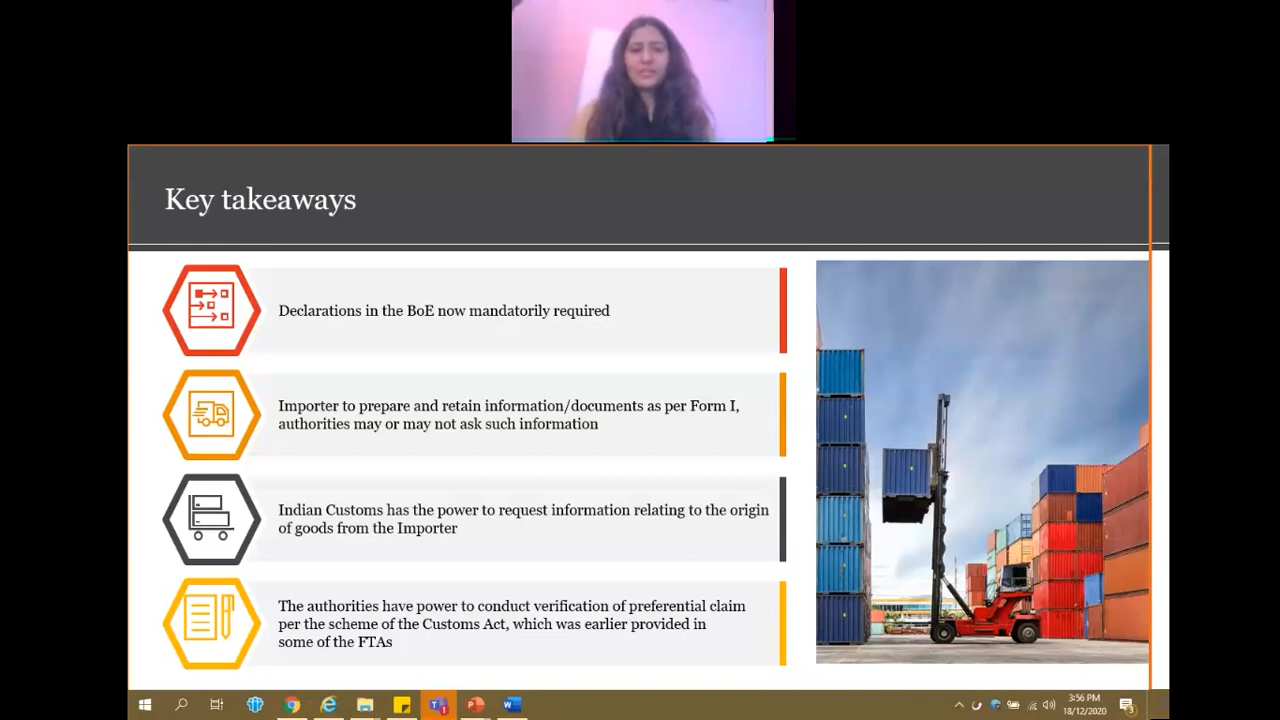 Key takeaways
Declarations in the BoE now mandatorily required
Importer to prepare and retain information/documents as per Form I,
authorities may or may not ask such information
Indian Customs has the power to request information relating to the origin
of goods from the Importer
The authorities have power to conduct verification of preferential claim
per the scheme of the Customs Act, which was earlier provided in
some of the FTAs
3:56 PM
18/12/2020